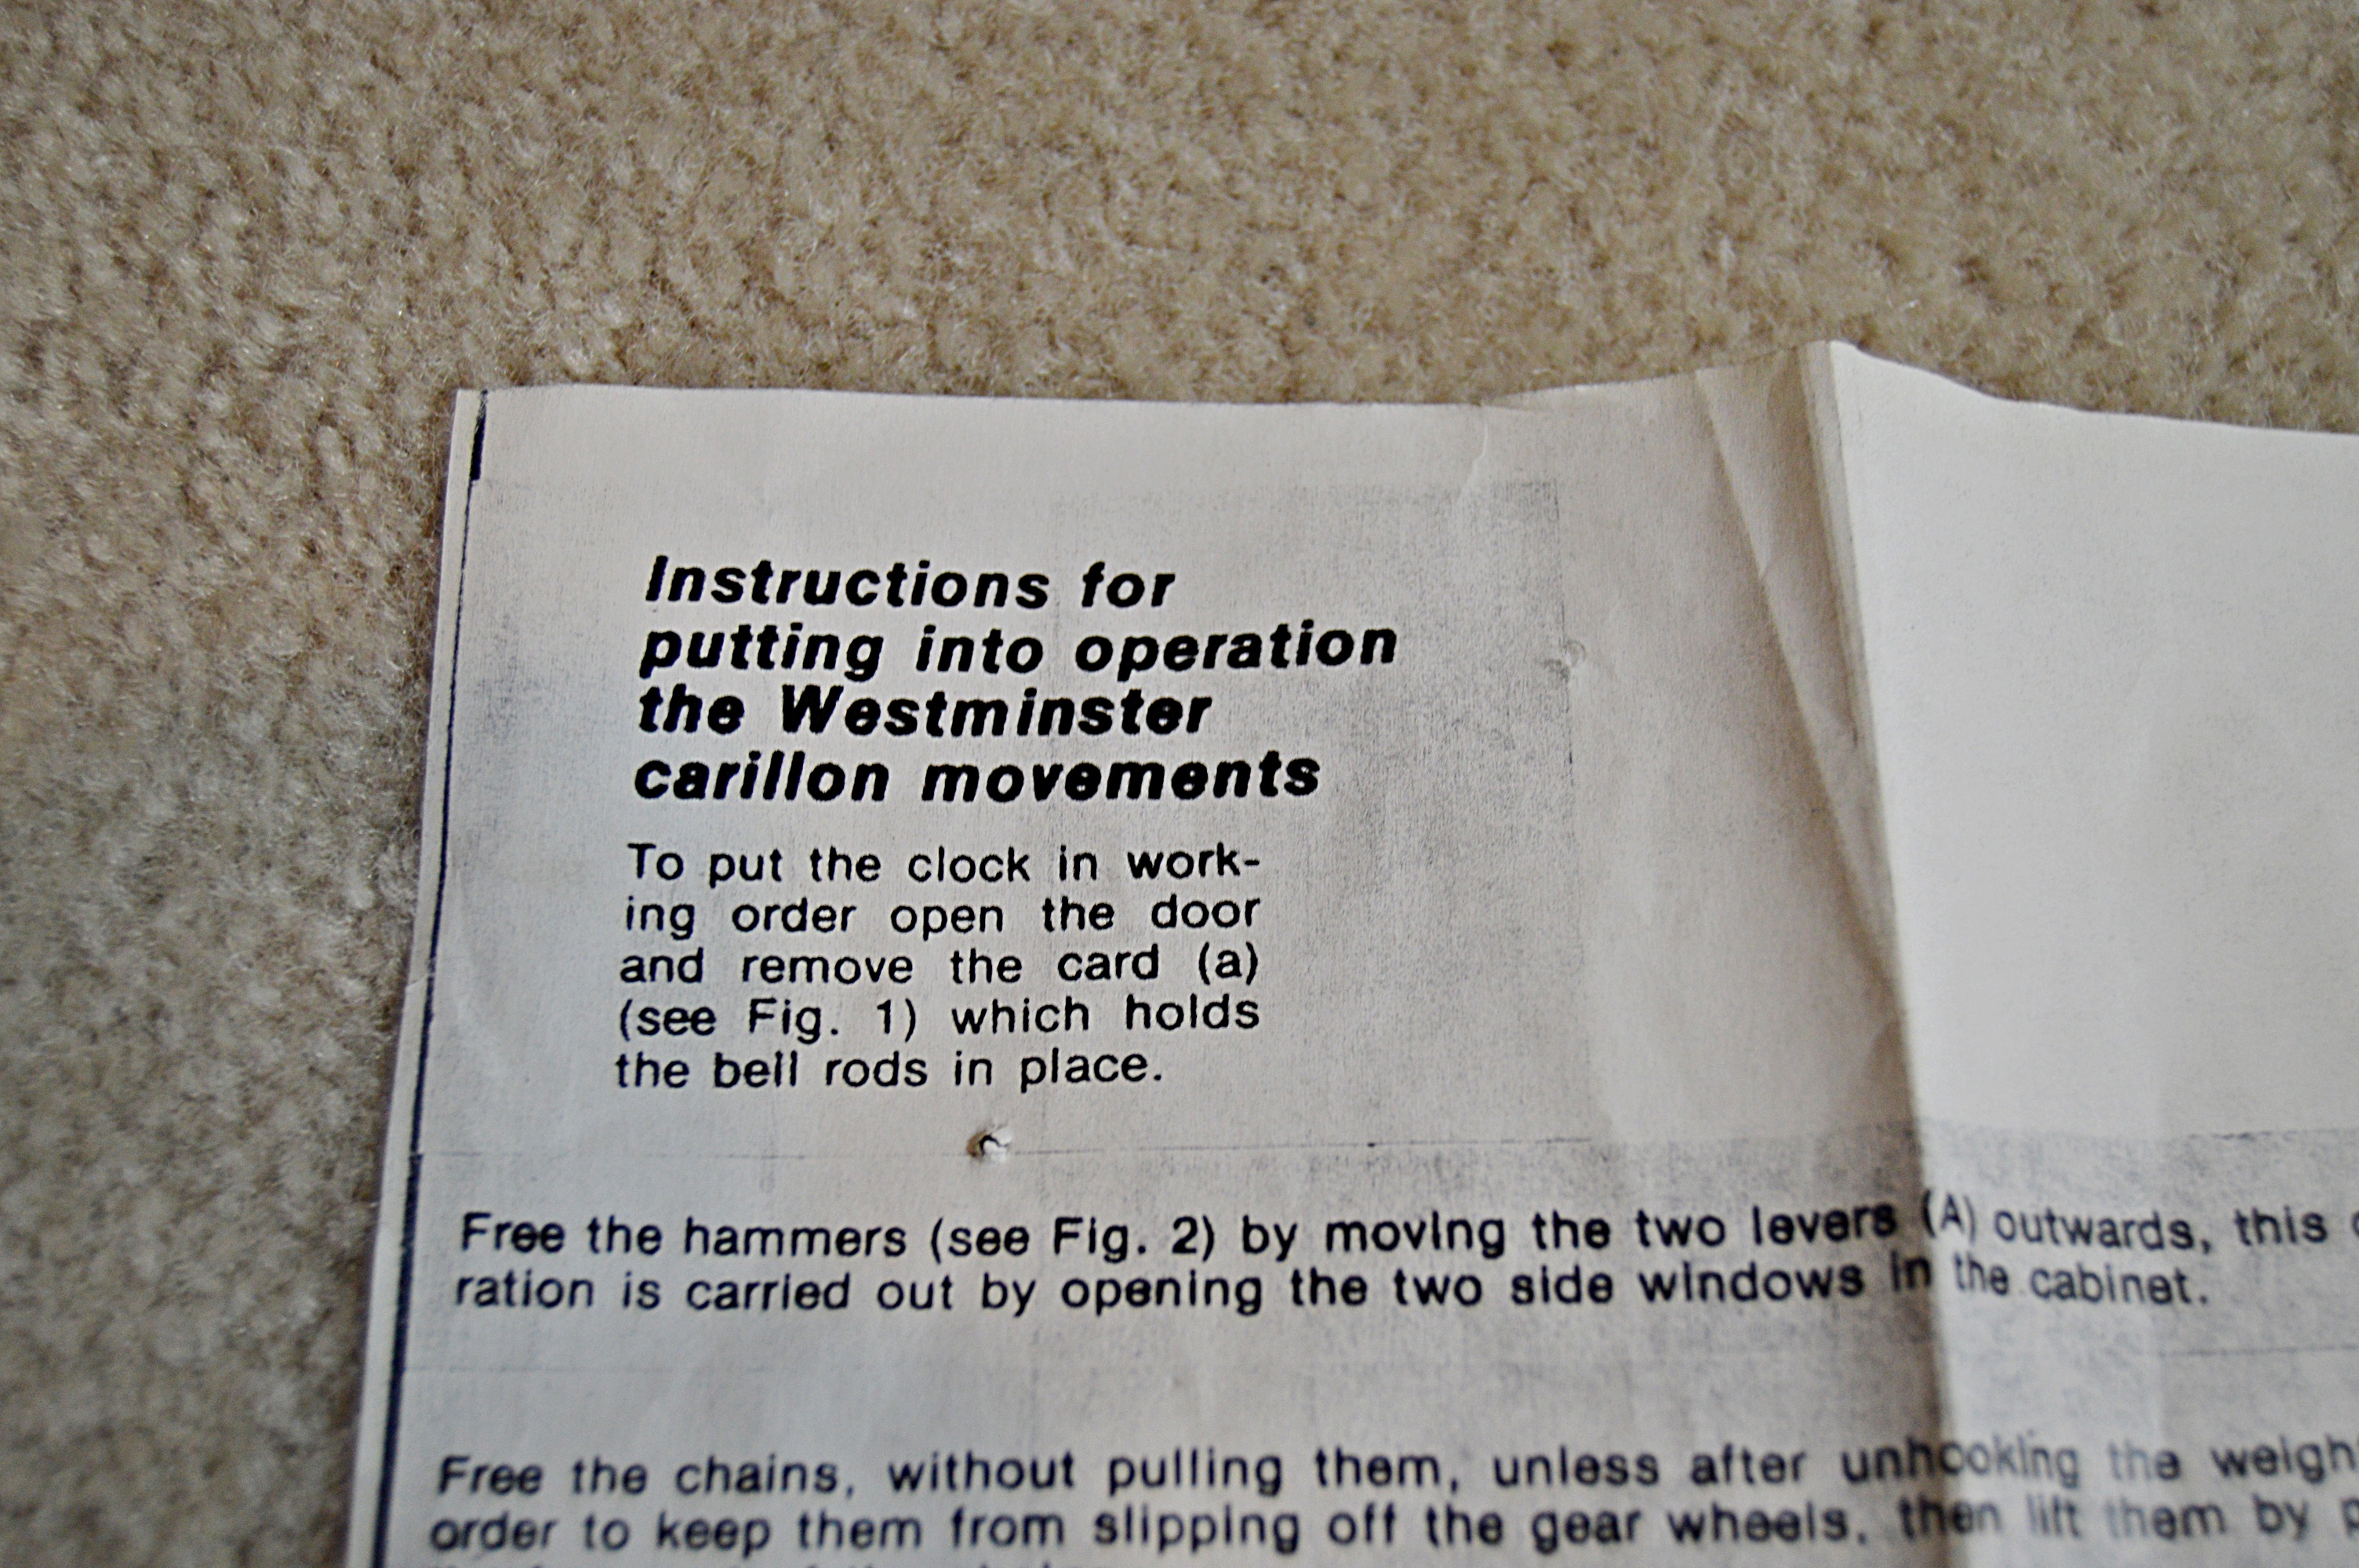 Instructions for
putting into operation
the Westminster
carillon movements
To put the clock in work-
ing order open the door
and remove the card (a)
(see Fig. 1) which holds
the bell rods in place.
Free the hammers (see Fig. 2) by moving the two levers (A) outwards, this
ration is carried out by opening the two side windows in the cabinet.
Free the chains, without pulling them, unless after unhooking the weigh
order to keep them from slipping off the gear wheels, then lift them by